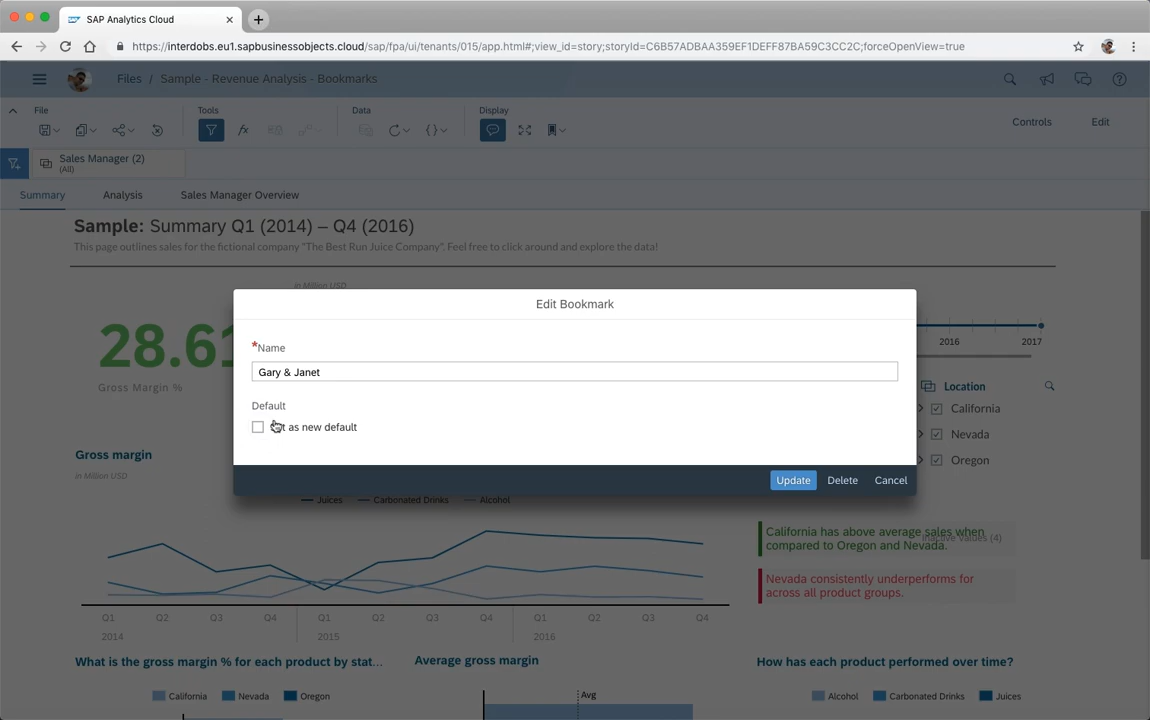 SAP Analytics Cloud
https://interdobs.eu1.sapbusinessobjects.cloud/sap/fpa/ui/tenants/015/app.html#;view_id=story;storyId=C6B57ADBAA359EF1DEFF87BA59C3CC2C;forceOpenView=true
Files / Sample - Revenue Analysis - Bookmarks
File
Tools
Data
Display
Controls
Edit
Sales Manager (2)
(All)
Summary
Analysis
Sales Manager Overview
Sample: Summary Q1 (2014) – Q4 (2016)
This page outlines sales for the fictional company "The Best Run Juice Company". Feel free to click around and explore the data!
in Million USD
28.61
Gross Margin %
2016
2017
Edit Bookmark
*Name
Gary & Janet
Default
as new default
Update
Delete
Cancel
Location
California
Nevada
Oregon
Gross margin
in Million USD
Juices
Carbonated Drinks
Alcohol
California has above average sales when
compared to Oregon and Nevada.
Inactive Values (4)
Nevada consistently underperforms for
across all product groups.
Q1 Q2 Q3 Q4 Q1 Q2 Q3 Q4 Q1 Q2 Q3 Q4
2014 2015 2016
What is the gross margin % for each product by stat...
Average gross margin
How has each product performed over time?
California
Nevada
Oregon
Avg
Alcohol
Carbonated Drinks
Juices